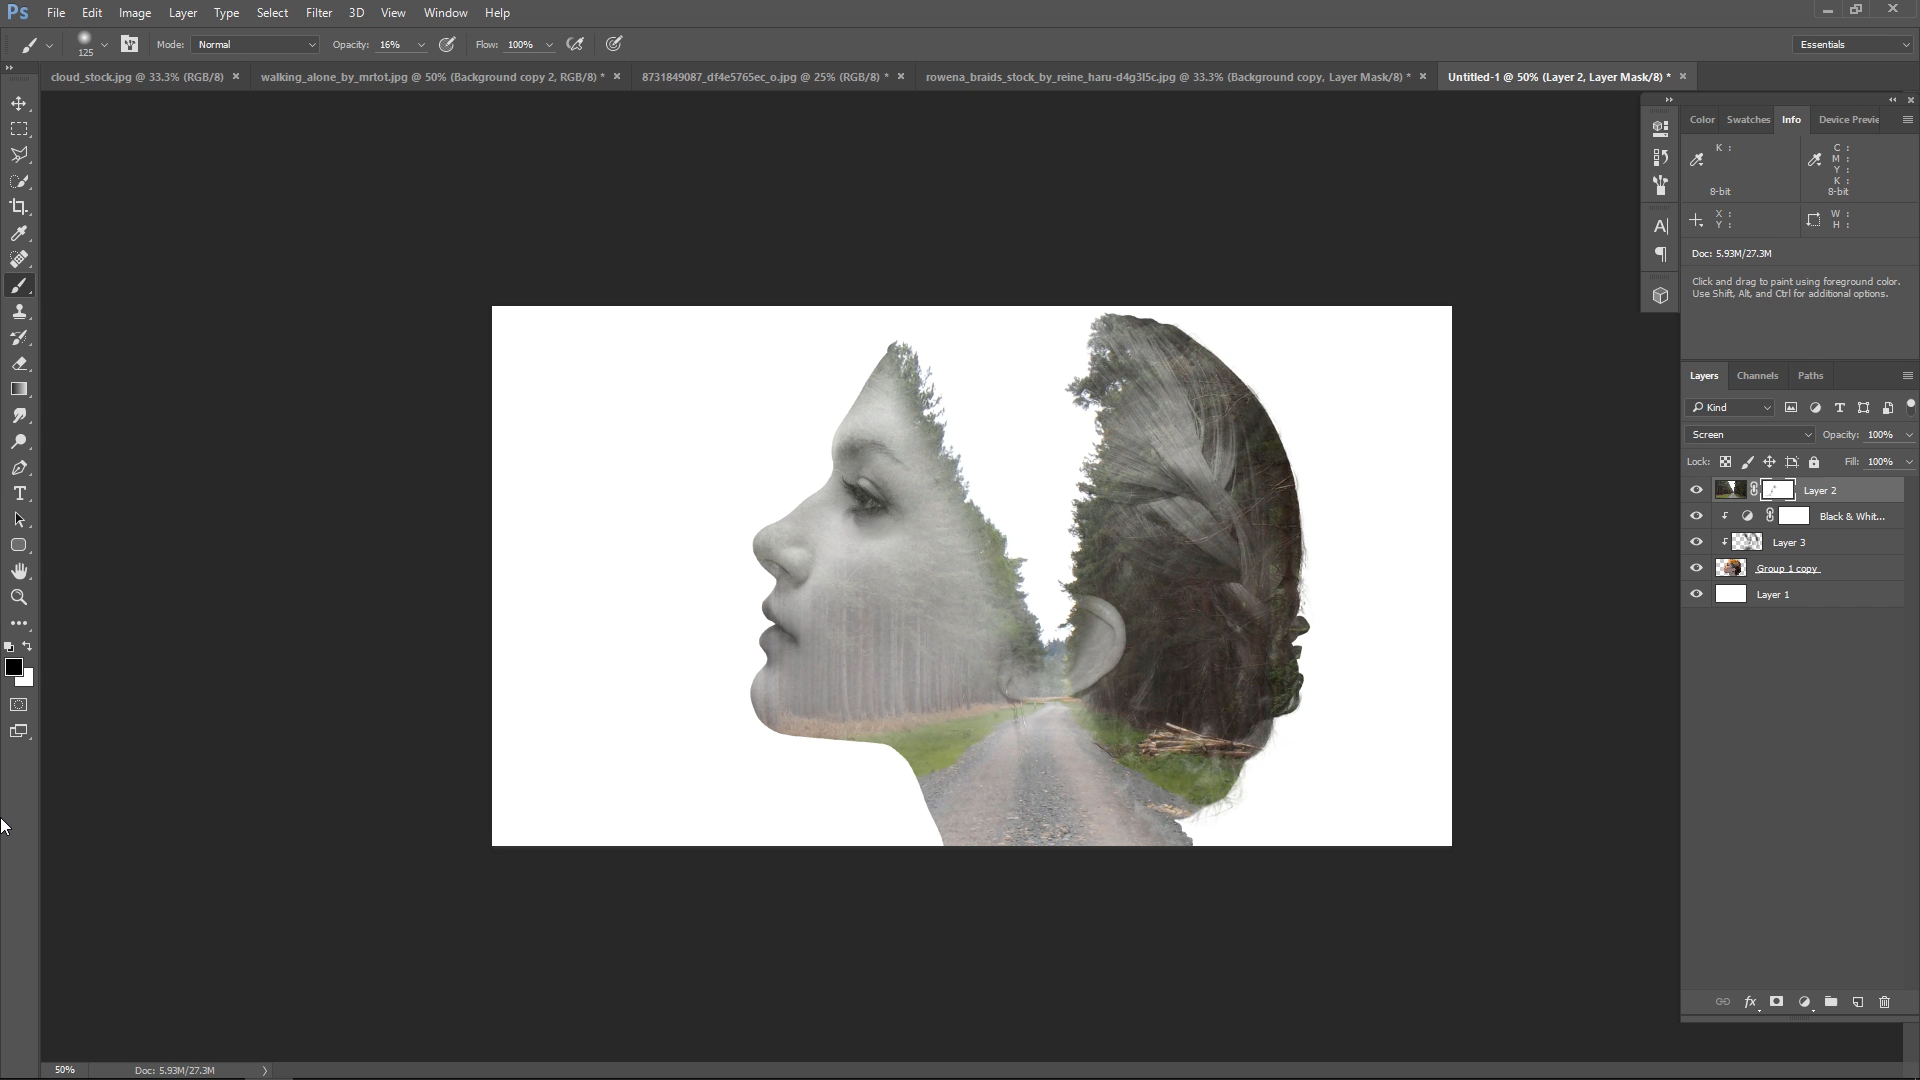 Ps File Edit Image Layer Type Select Filter 3D View Window Help
125 Mode: Normal Opacity: 16% Flow: 100% Essentials
cloud_stock.jpg @ 33.3% (RGB/8) walking_alone_by_mrtot.jpg @ 50% (Background copy 2, RGB/8) * 8731849087_df4e5765ec_o.jpg @ 25% (RGB/8) * rowena_braids_stock_by_reine_haru-d4g3l5c.jpg @ 33.3% (Background copy, Layer Mask/8) * Untitled-1 @ 50% (Layer 2, Layer Mask/8) *
Color Swatches Info Device Previe
K : C :
M :
Y :
K :
8-bit 8-bit
X : W :
Y : H :
Doc: 5.93M/27.3M
Click and drag to paint using foreground color.
Use Shift, Alt, and Ctrl for additional options.
Layers Channels Paths
Kind
Screen Opacity: 100%
Lock: Fill: 100%
Layer 2
Black & Whit...
Layer 3
Group 1 copy
Layer 1
fx
50% Doc: 5.93M/27.3M